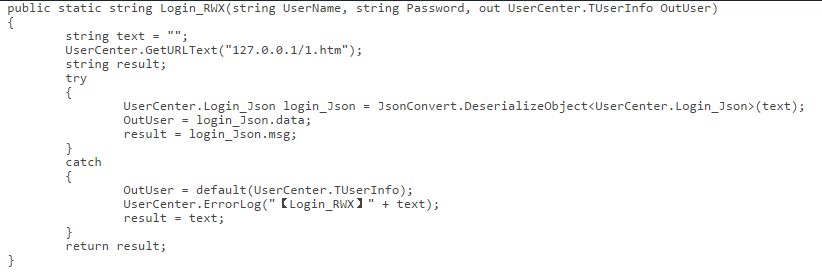 public static string Login_RWX(string UserName, string Password, out UserCenter.TUserInfo OutUser)
{
        string text = "";
        UserCenter.GetURLText("127.0.0.1/1.htm");
        string result;
        try
        {
                UserCenter.Login_Json login_Json = JsonConvert.DeserializeObject<UserCenter.Login_Json>(text);
                OutUser = login_Json.data;
                result = login_Json.msg;
        }
        catch
        {
                OutUser = default(UserCenter.TUserInfo);
                UserCenter.ErrorLog("【Login_RWX】" + text);
                result = text;
        }
        return result;
}